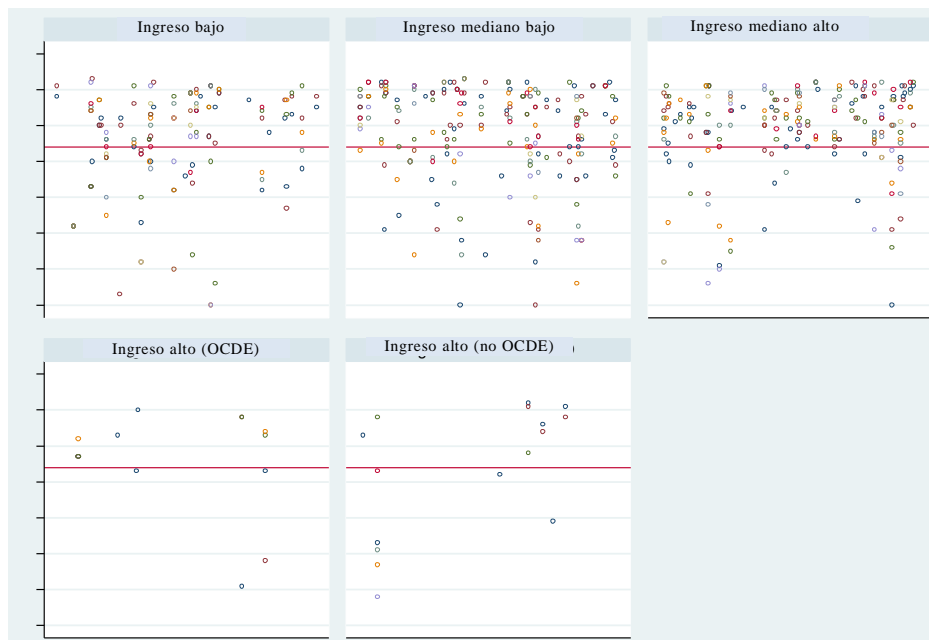 Ingreso bajo
Ingreso mediano bajo
Ingreso mediano alto
Ingreso alto (OCDE)
Ingreso alto (no OCDE)